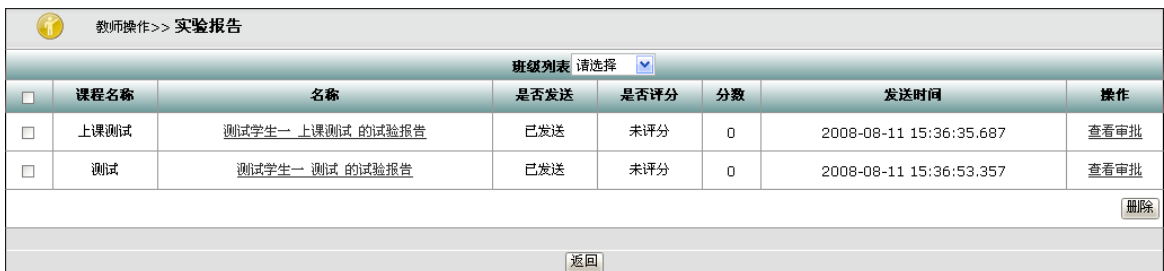 教师操作>> 实验报告
班级列表 请选择
课程名称 名称 是否发送 是否评分 分数 发送时间 操作
上课测试 测试学生一 上课测试 的试验报告 已发送 未评分 0 2008-08-11 15:36:35.687 查看审批
测试 测试学生一 测试 的试验报告 已发送 未评分 0 2008-08-11 15:36:53.357 查看审批
删除
返回